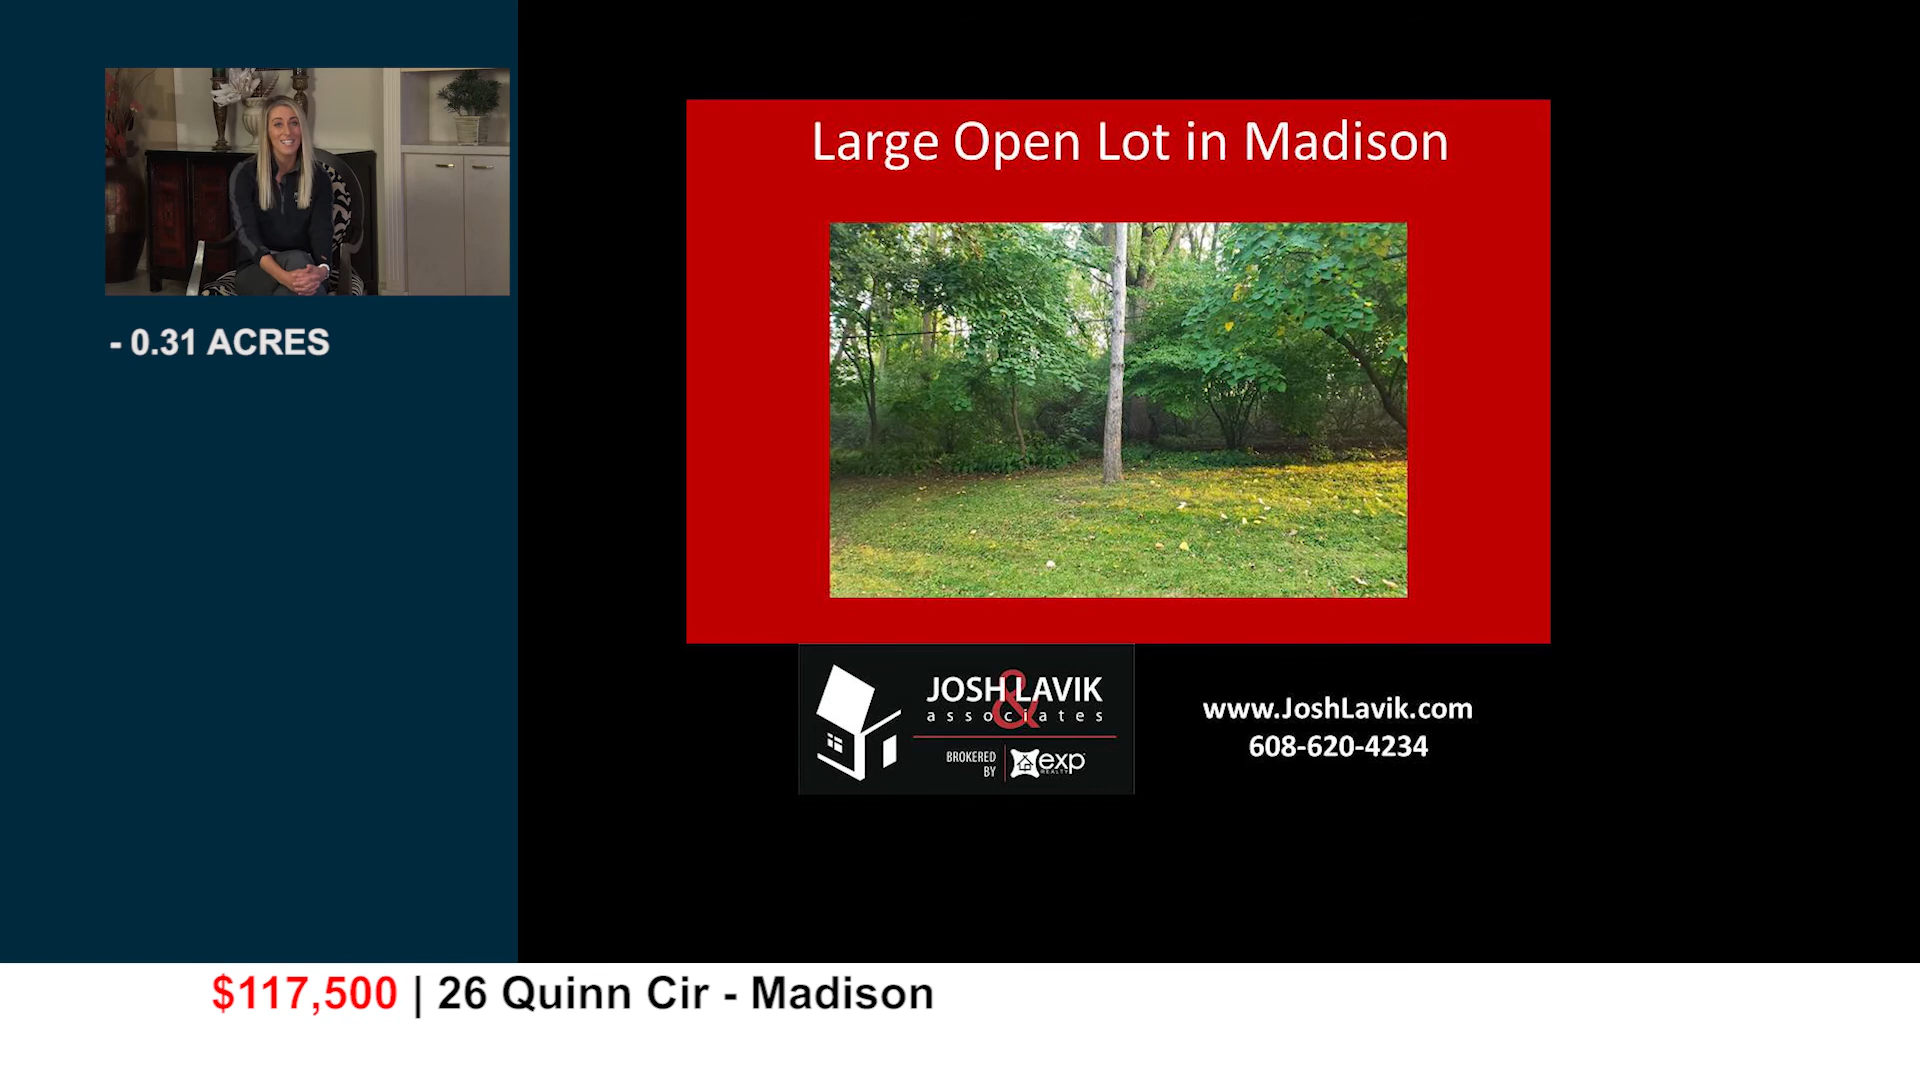 Large Open Lot in Madison
- 0.31 ACRES
JOSH LAVIK
&
associates
BROKERED
BY
exp
REALTY
www.JoshLavik.com
608-620-4234
$117,500 | 26 Quinn Cir - Madison